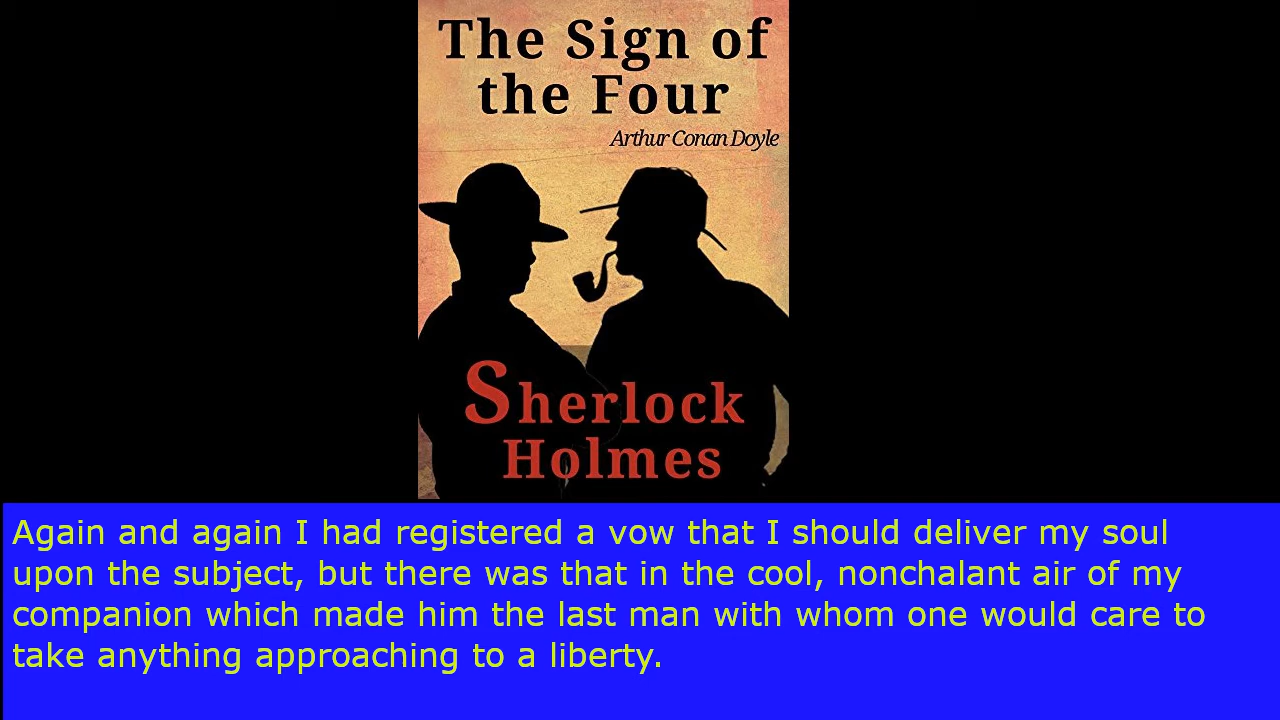 The Sign of
the Four
Arthur Conan Doyle
Sherlock
Holmes
Again and again I had registered a vow that I should deliver my soul
upon the subject, but there was that in the cool, nonchalant air of my
companion which made him the last man with whom one would care to
take anything approaching to a liberty.